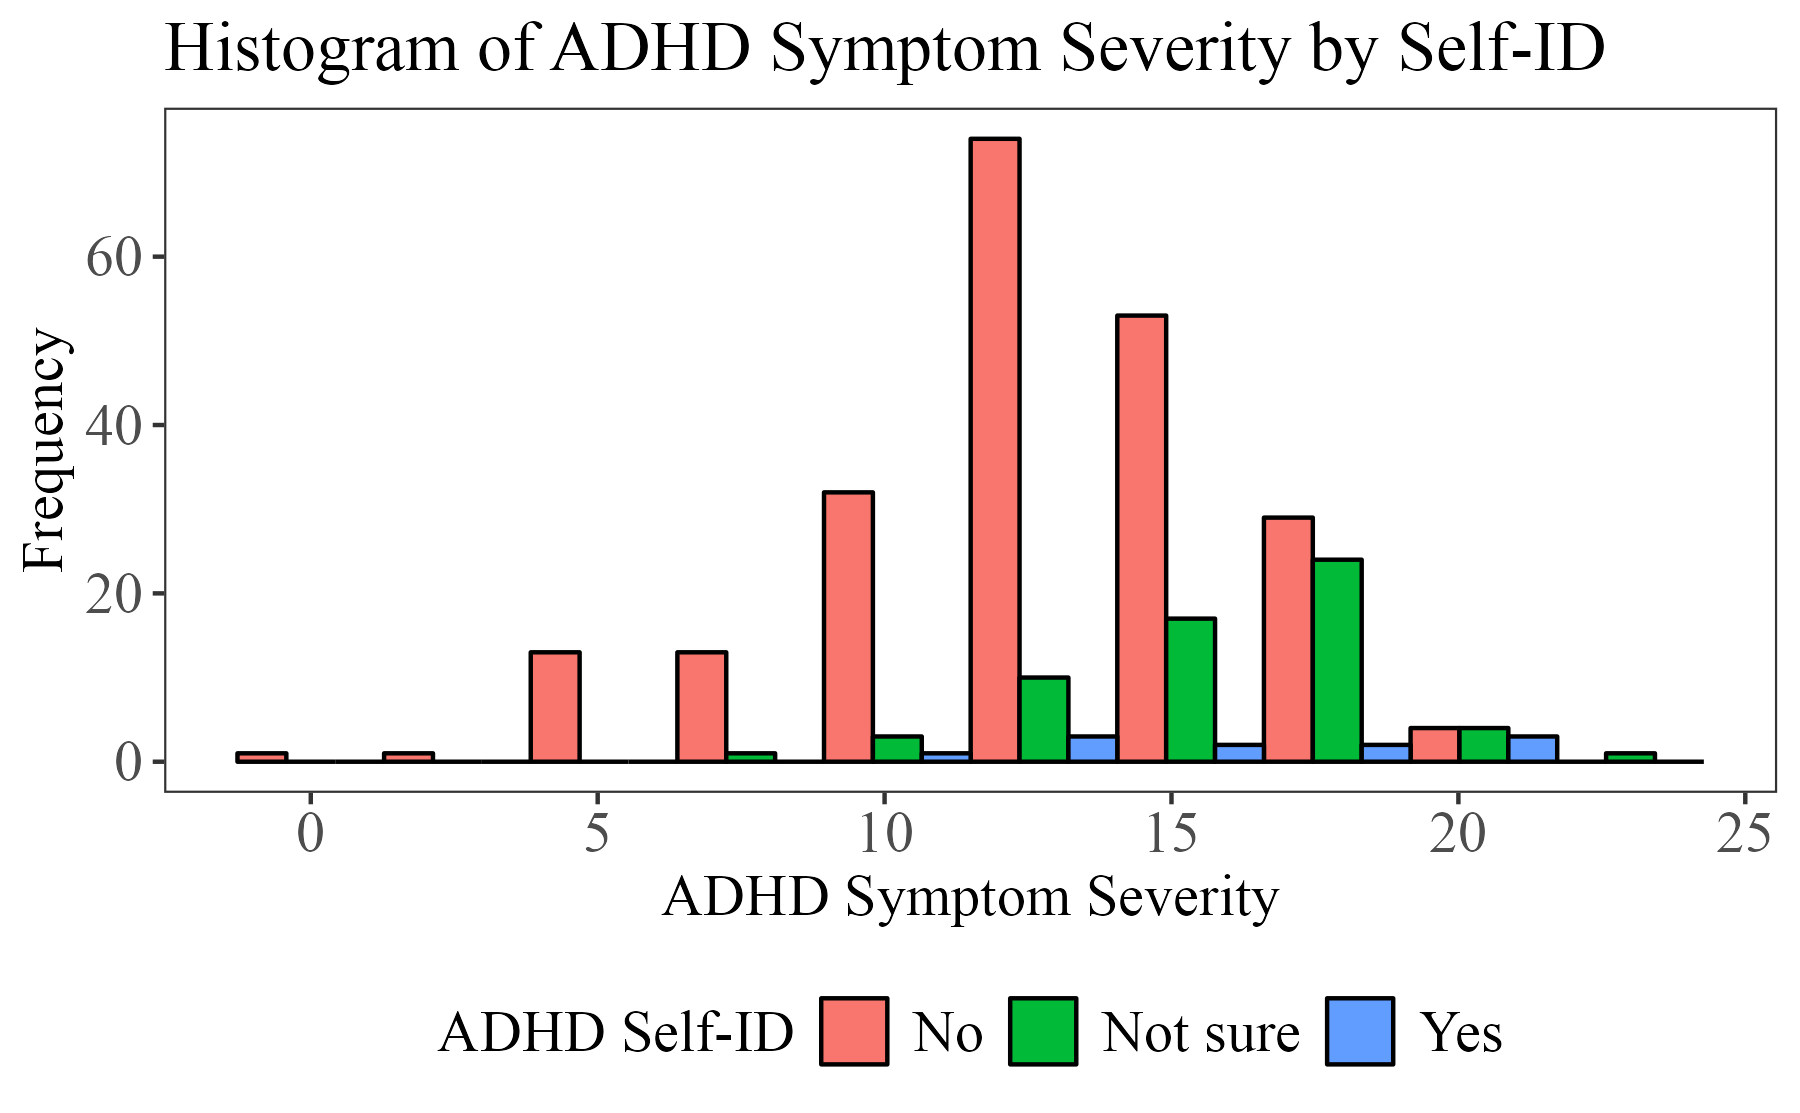 Histogram of ADHD Symptom Severity by Self-ID
Frequency
60
40
20
0
0 5 10 15 20 25
ADHD Symptom Severity
ADHD Self-ID No Not sure Yes